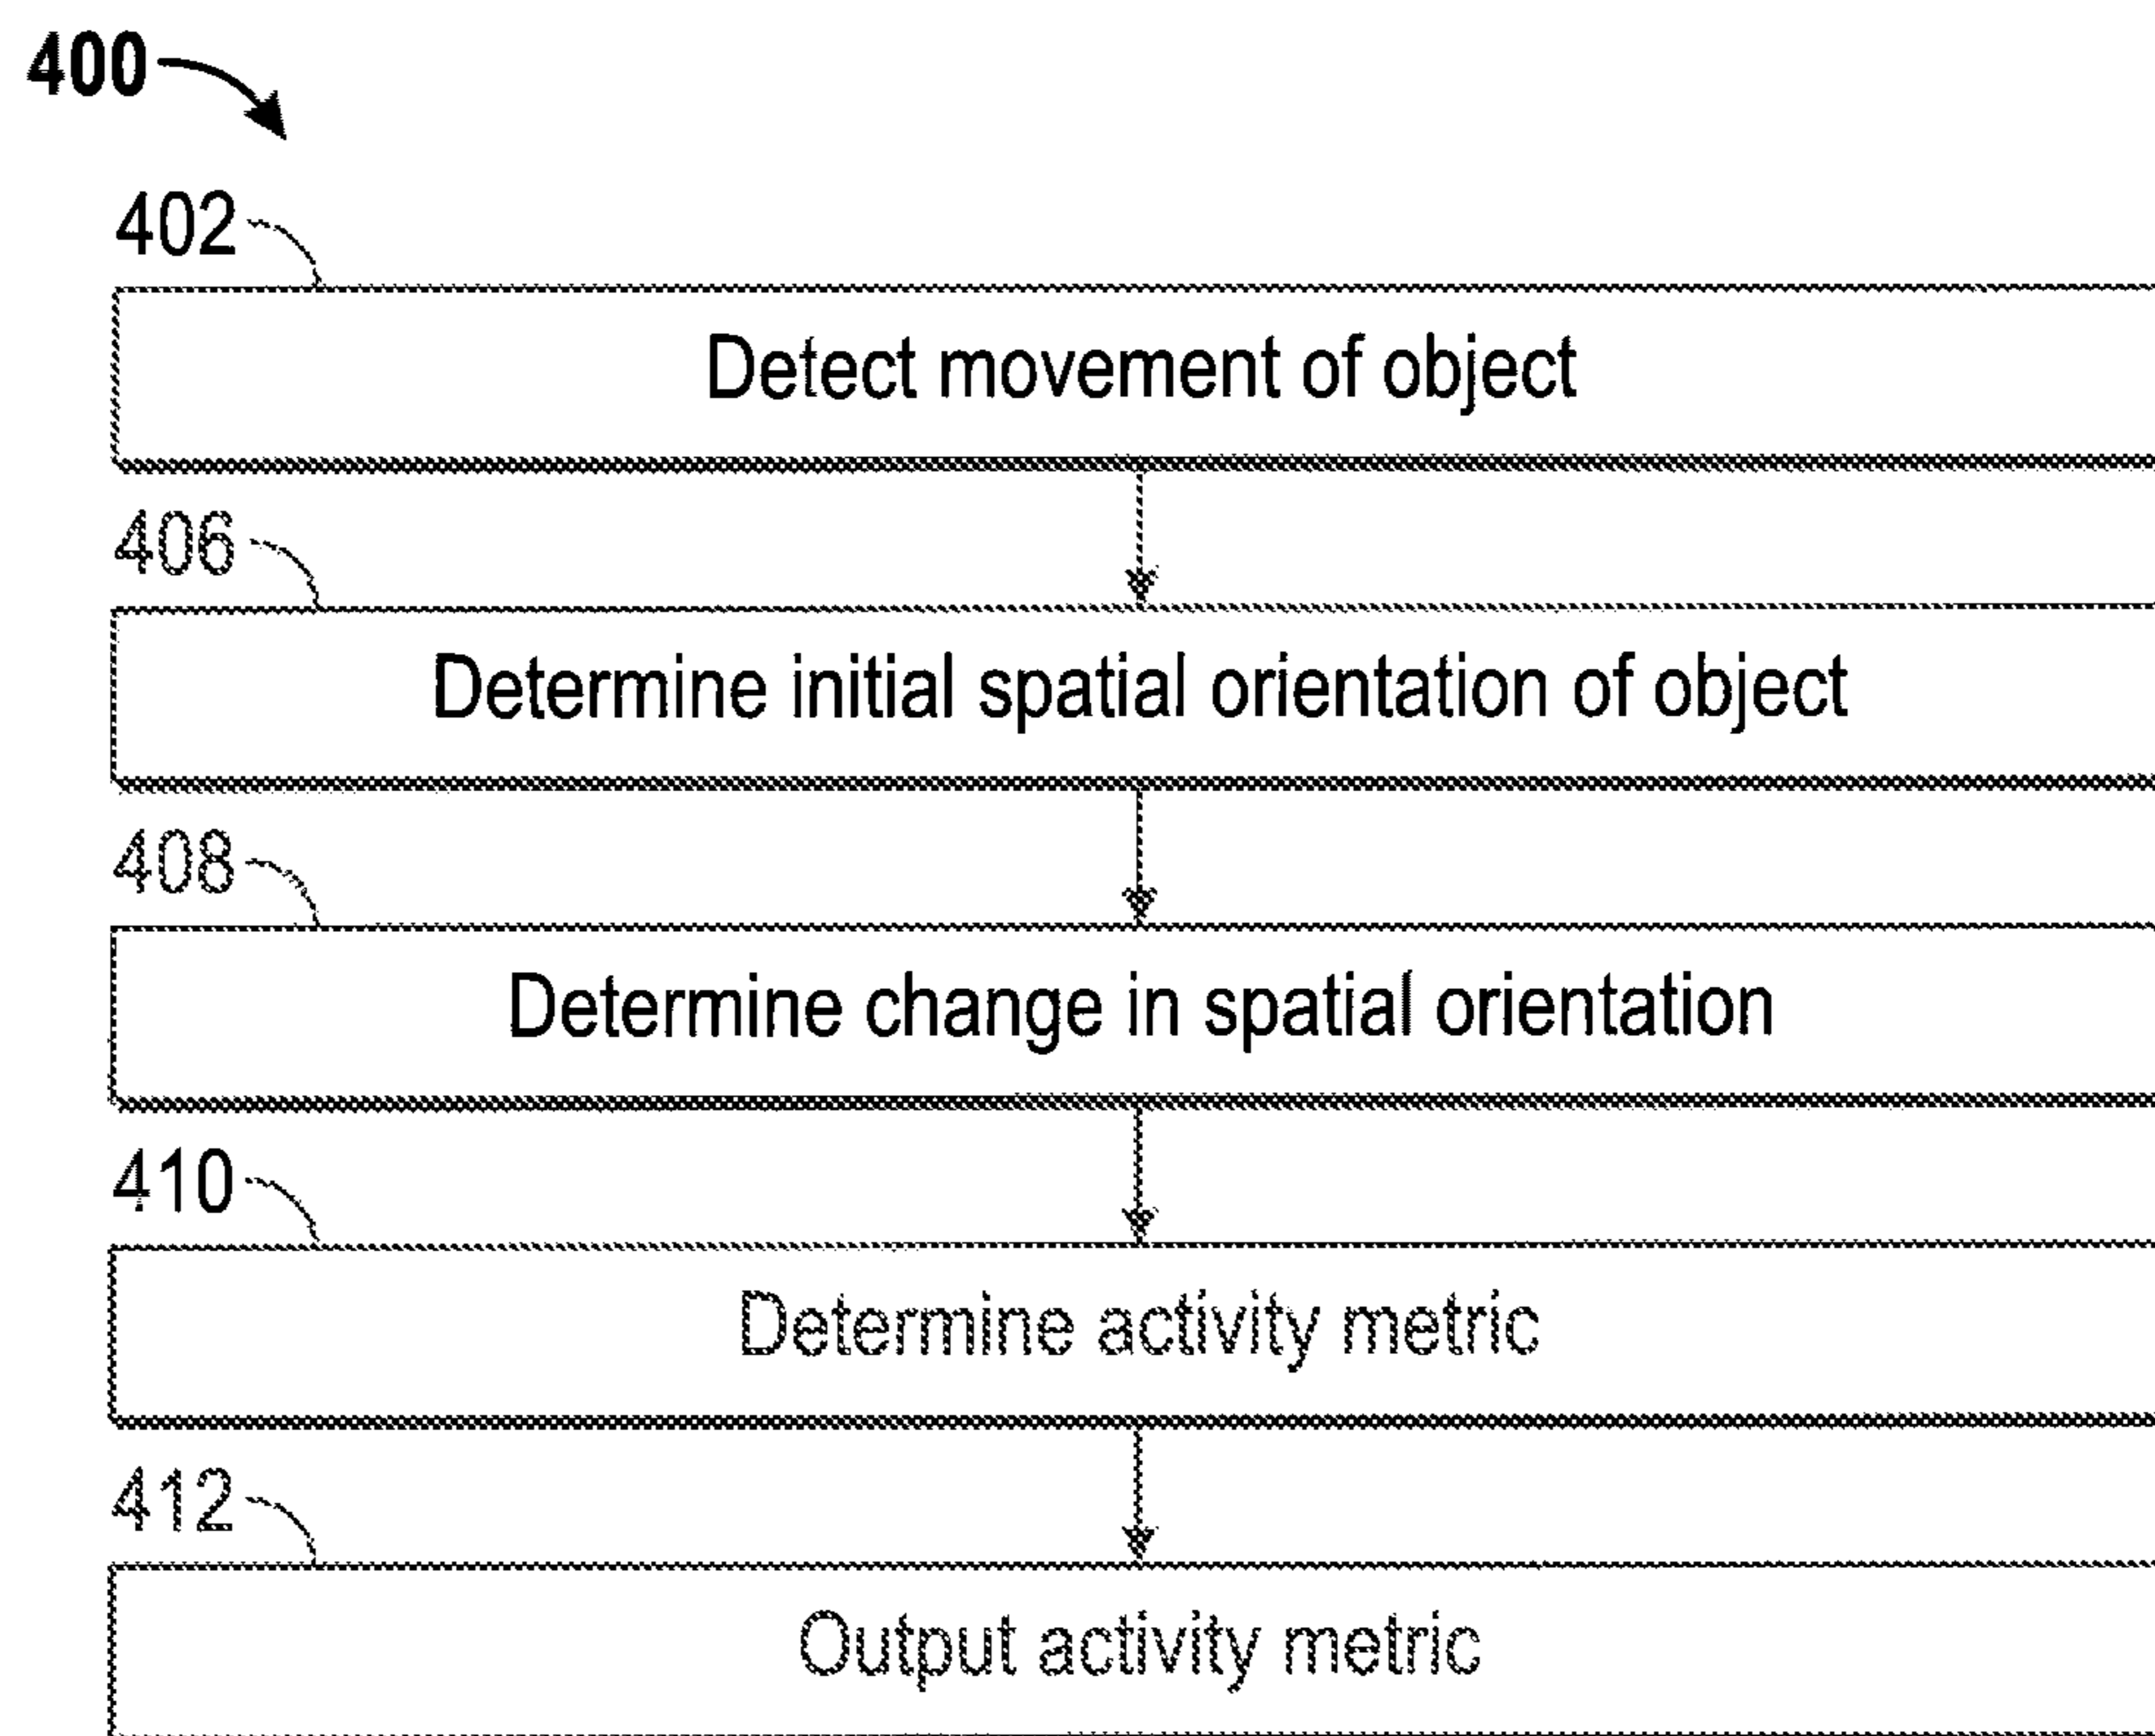 400
402
Detect movement of object
406
Determine initial spatial orientation of object
408
Determine change in spatial orientation
410
Determine activity metric
412
Output activity metric